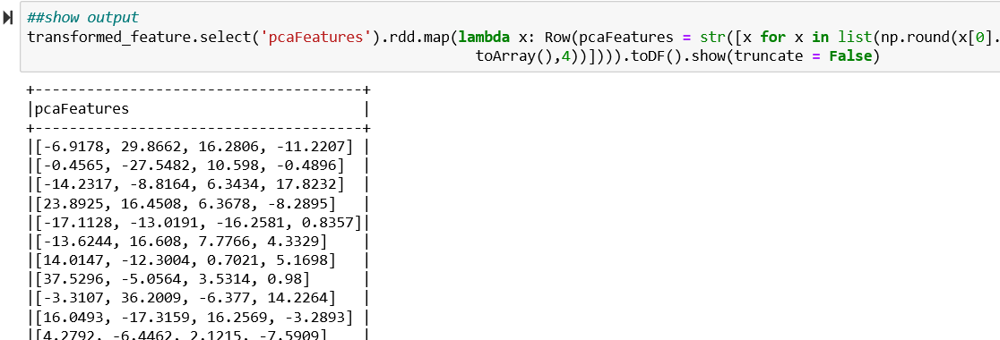 ##show output
transformed_feature.select('pcaFeatures').rdd.map(lambda x: Row(pcaFeatures = str([x for x in list(np.round(x[0].
toArray(),4))]))).toDF().show(truncate = False)
+-------------------------------------+
|pcaFeatures                          |
+-------------------------------------+
|[-6.9178, 29.8662, 16.2806, -11.2207] |
|[-0.4565, -27.5482, 10.598, -0.4896]  |
|[-14.2317, -8.8164, 6.3434, 17.8232]  |
|[23.8925, 16.4508, 6.3678, -8.2895]   |
|[-17.1128, -13.0191, -16.2581, 0.8357]|
|[-13.6244, 16.608, 7.7766, 4.3329]    |
|[14.0147, -12.3004, 0.7021, 5.1698]   |
|[37.5296, -5.0564, 3.5314, 0.98]      |
|[-3.3107, 36.2009, -6.377, 14.2264]   |
|[16.0493, -17.3159, 16.2569, -3.2893] |
|[4.2792, -6.4462, 2.1215, -7.5909]    |